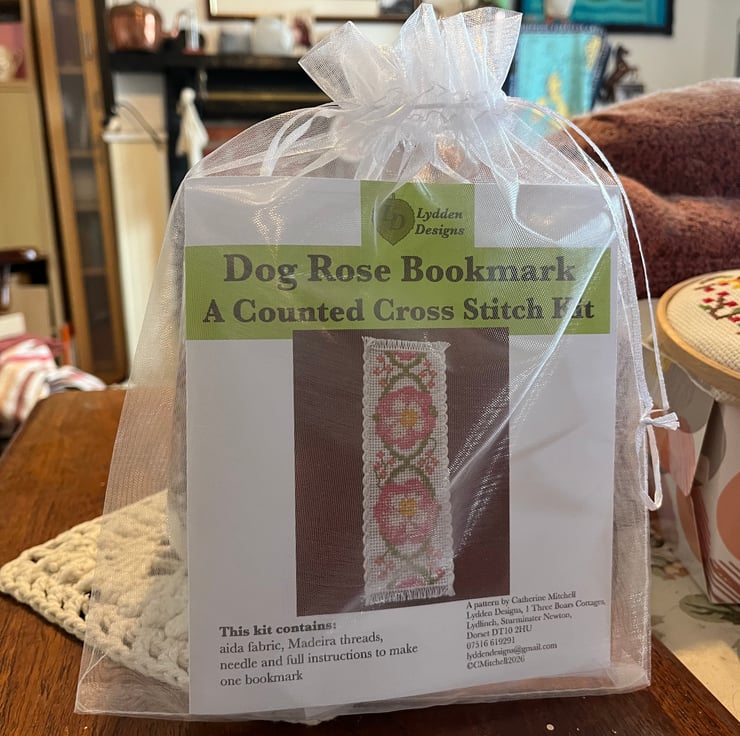 LD
Lydden
Designs
Dog Rose Bookmark
A Counted Cross Stitch Kit
This kit contains:
aida fabric, Madeira threads,
needle and full instructions to make
one bookmark
A pattern by Catherine Mitchell
Lydden Designs, 1 Three Boars Cottages,
Lydlinch, Sturminster Newton,
Dorset DT10 2HU
07516 619291
lyddendesigns@gmail.com
©CMitchell2026